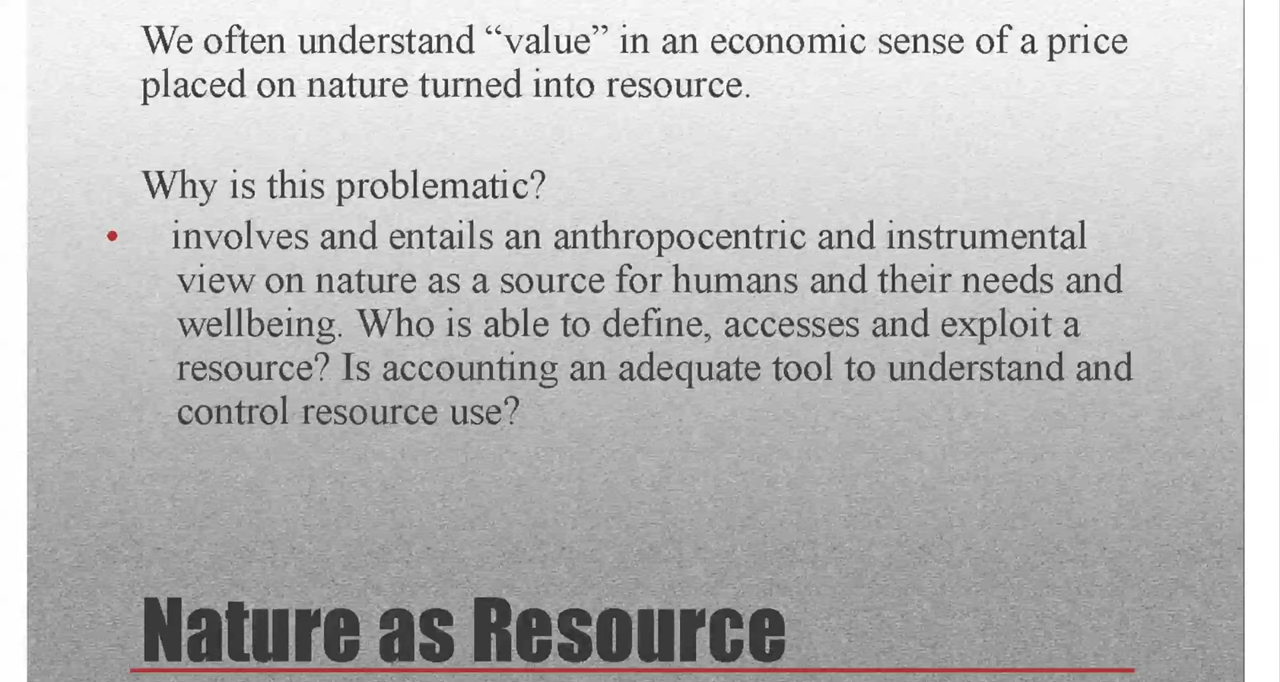 We often understand “value” in an economic sense of a price
placed on nature turned into resource.
Why is this problematic?
• involves and entails an anthropocentric and instrumental
view on nature as a source for humans and their needs and
wellbeing. Who is able to define, accesses and exploit a
resource? Is accounting an adequate tool to understand and
control resource use?
Nature as Resource